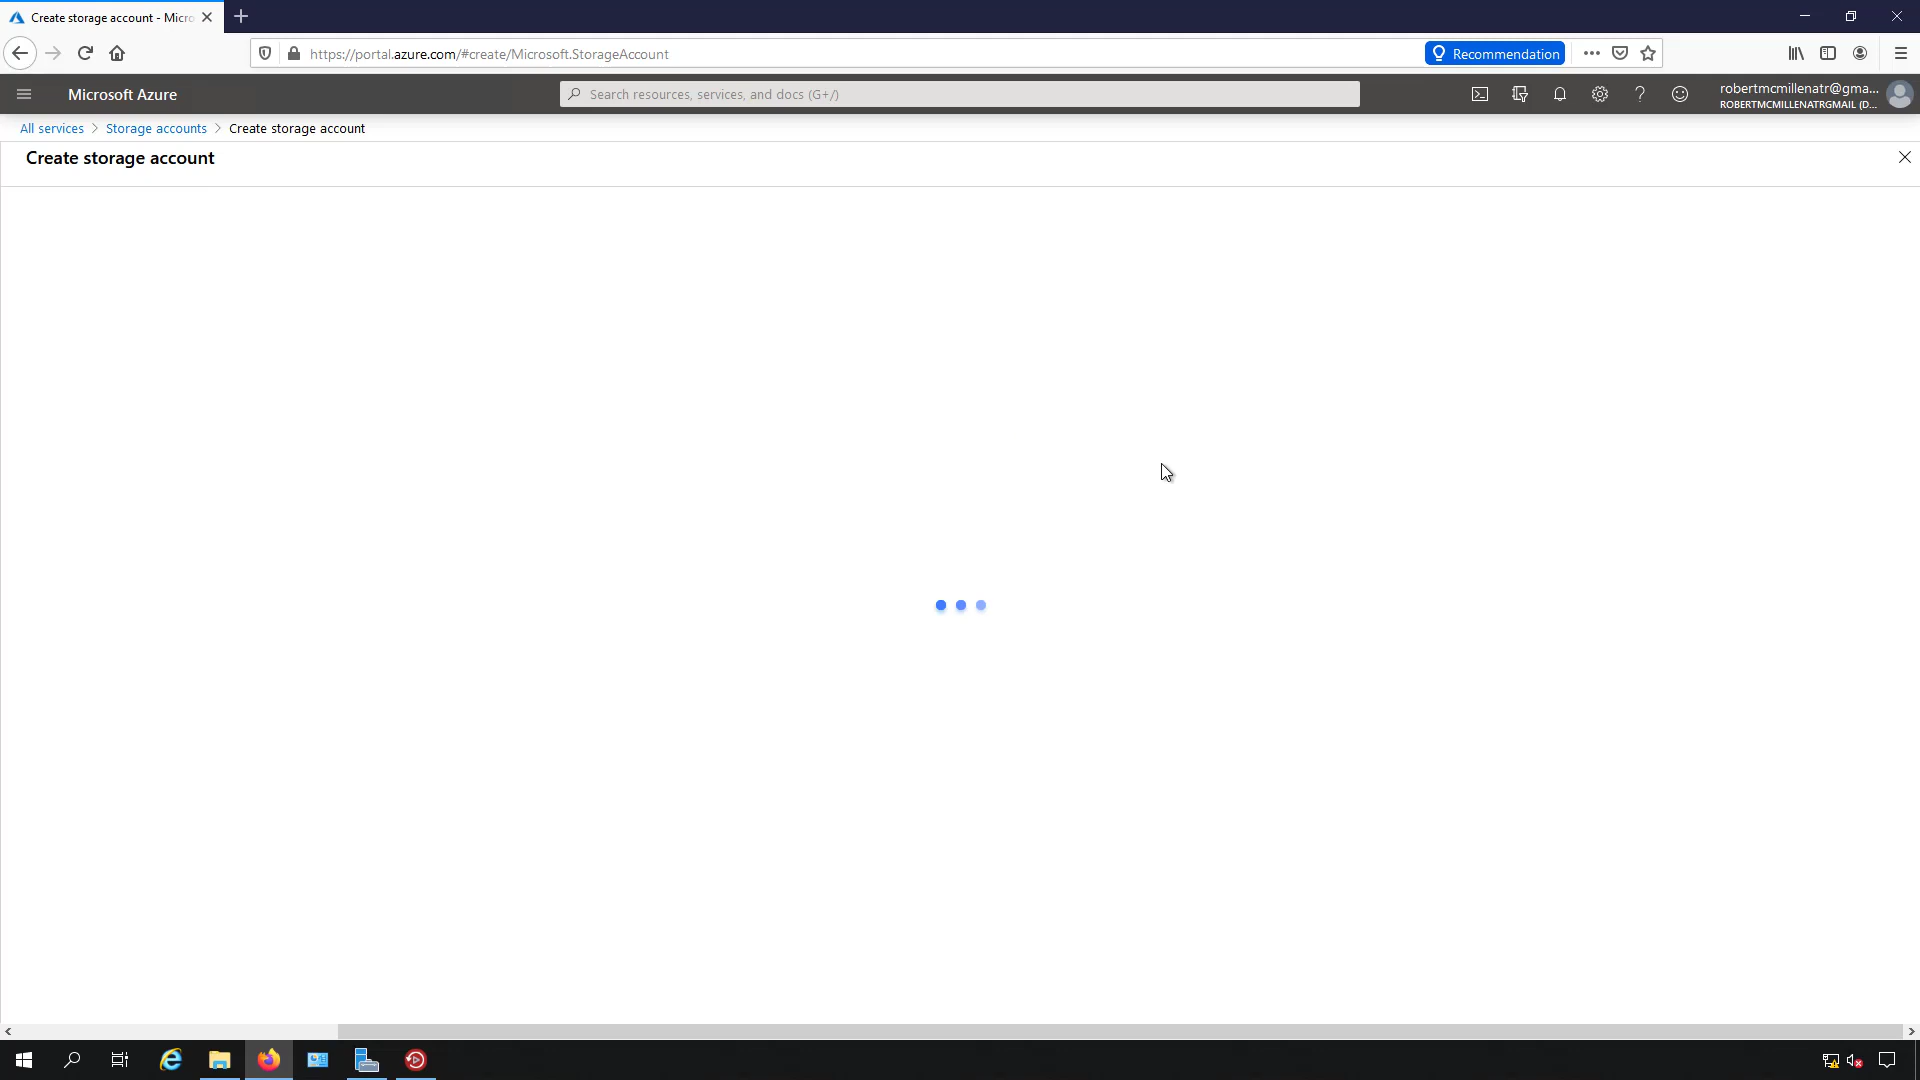 Create storage account - Micro
https://portal.azure.com/#create/Microsoft.StorageAccount
Recommendation
Microsoft Azure
Search resources, services, and docs (G+/)
robertmcmillenatr@gma...
ROBERTMCMILLENATRGMAIL (D...
All services > Storage accounts > Create storage account
Create storage account